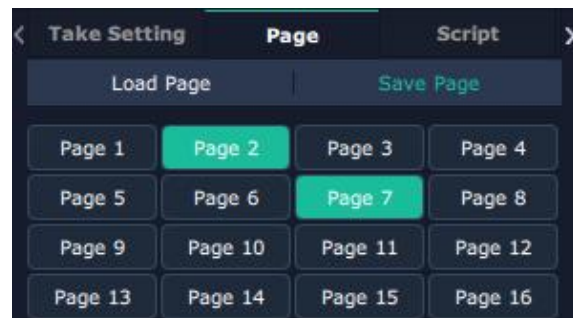 Take Setting Page Script
Load Page Save Page
Page 1 Page 2 Page 3 Page 4
Page 5 Page 6 Page 7 Page 8
Page 9 Page 10 Page 11 Page 12
Page 13 Page 14 Page 15 Page 16